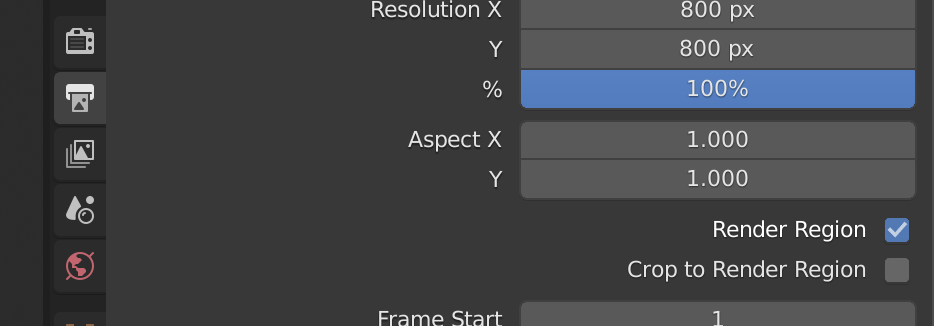 Resolution X 800 px
Y 800 px
% 100%
Aspect X 1.000
Y 1.000
Render Region
Crop to Render Region
Frame Start 1